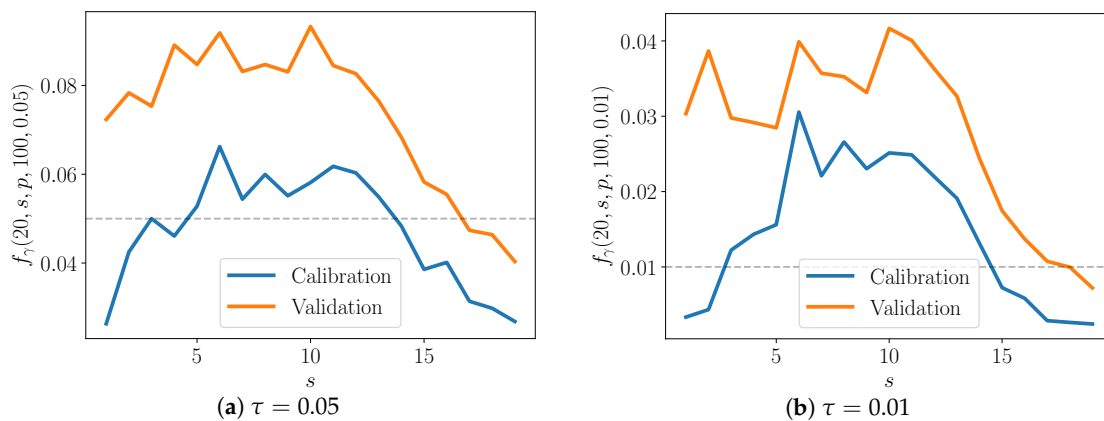 f_γ(20, s, p, 100, 0.05)
0.08
0.06
0.04
5 10 15
s
Calibration
Validation
(a) τ = 0.05
f_γ(20, s, p, 100, 0.01)
0.04
0.03
0.02
0.01
5 10 15
s
Calibration
Validation
(b) τ = 0.01